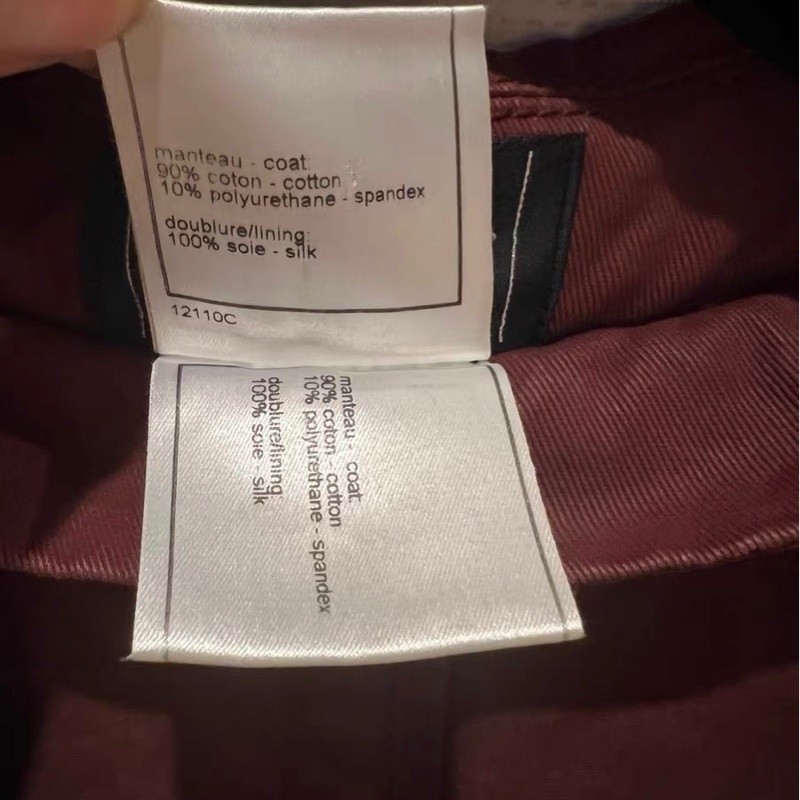 manteau - coat:
90% coton - cotton
10% polyurethane - spandex
doublure/lining:
100% soie - silk
12110C
manteau - coat:
90% coton - cotton
10% polyurethane - spandex
doublure/lining:
100% soie - silk